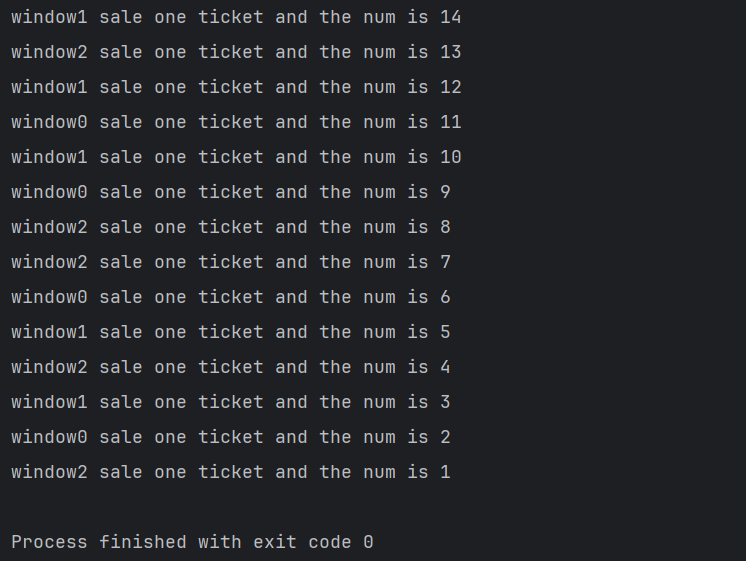 window1 sale one ticket and the num is 14
window2 sale one ticket and the num is 13
window1 sale one ticket and the num is 12
window0 sale one ticket and the num is 11
window1 sale one ticket and the num is 10
window0 sale one ticket and the num is 9
window2 sale one ticket and the num is 8
window2 sale one ticket and the num is 7
window0 sale one ticket and the num is 6
window1 sale one ticket and the num is 5
window2 sale one ticket and the num is 4
window1 sale one ticket and the num is 3
window0 sale one ticket and the num is 2
window2 sale one ticket and the num is 1
Process finished with exit code 0